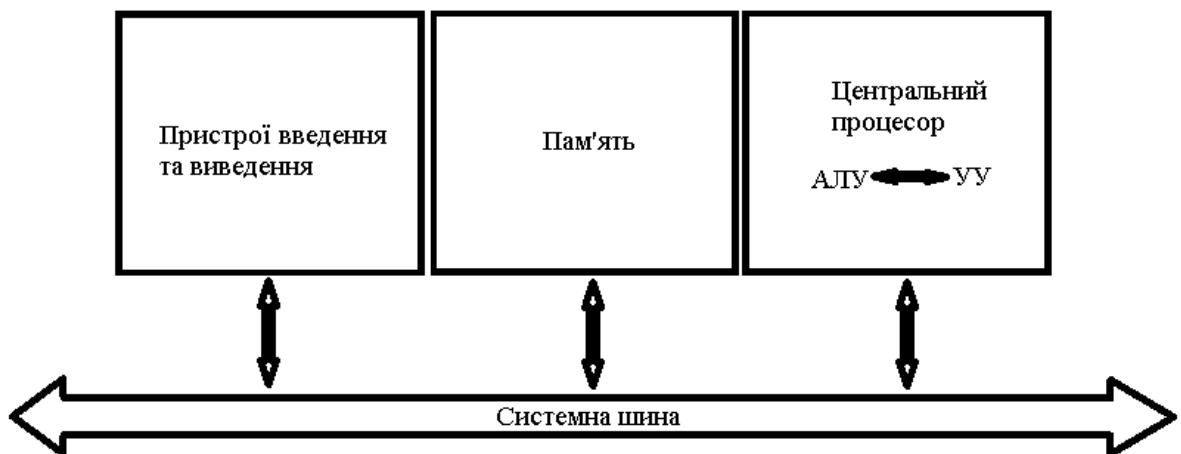 Пристрої введення
та виведення
Пам'ять
Центральний
процесор
АЛУ УУ
Системна шина